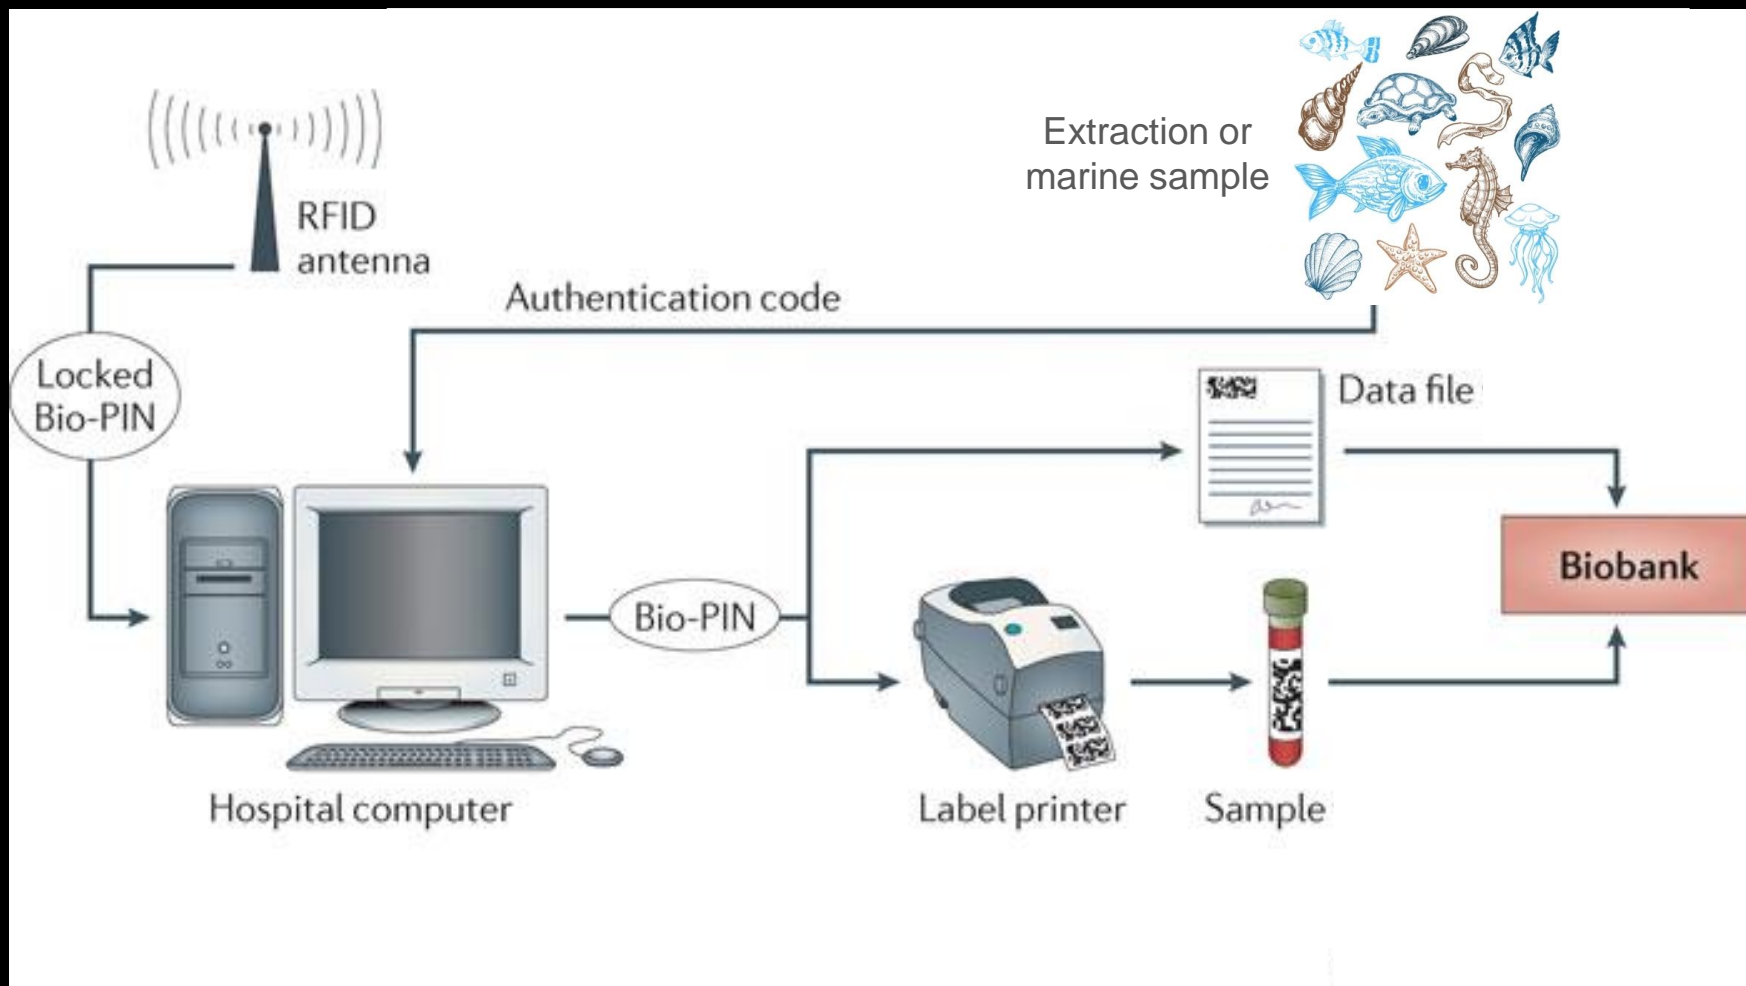 Extraction or
marine sample
RFID
antenna
Authentication code
Locked
Bio-PIN
Data file
Biobank
Bio-PIN
Hospital computer
Label printer
Sample